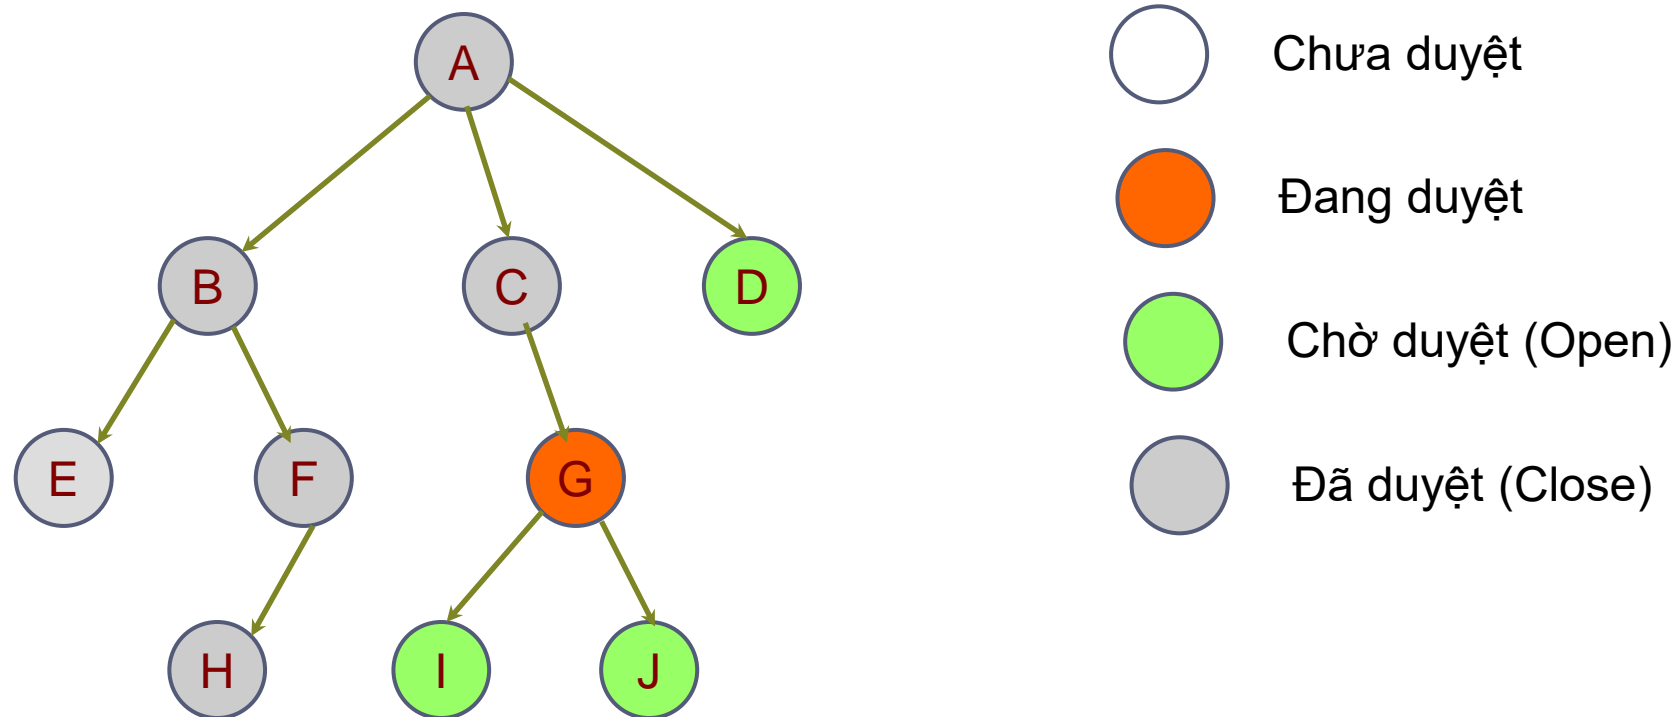 A
B
C
D
E
F
G
H
I
J
Chưa duyệt
Đang duyệt
Chờ duyệt (Open)
Đã duyệt (Close)